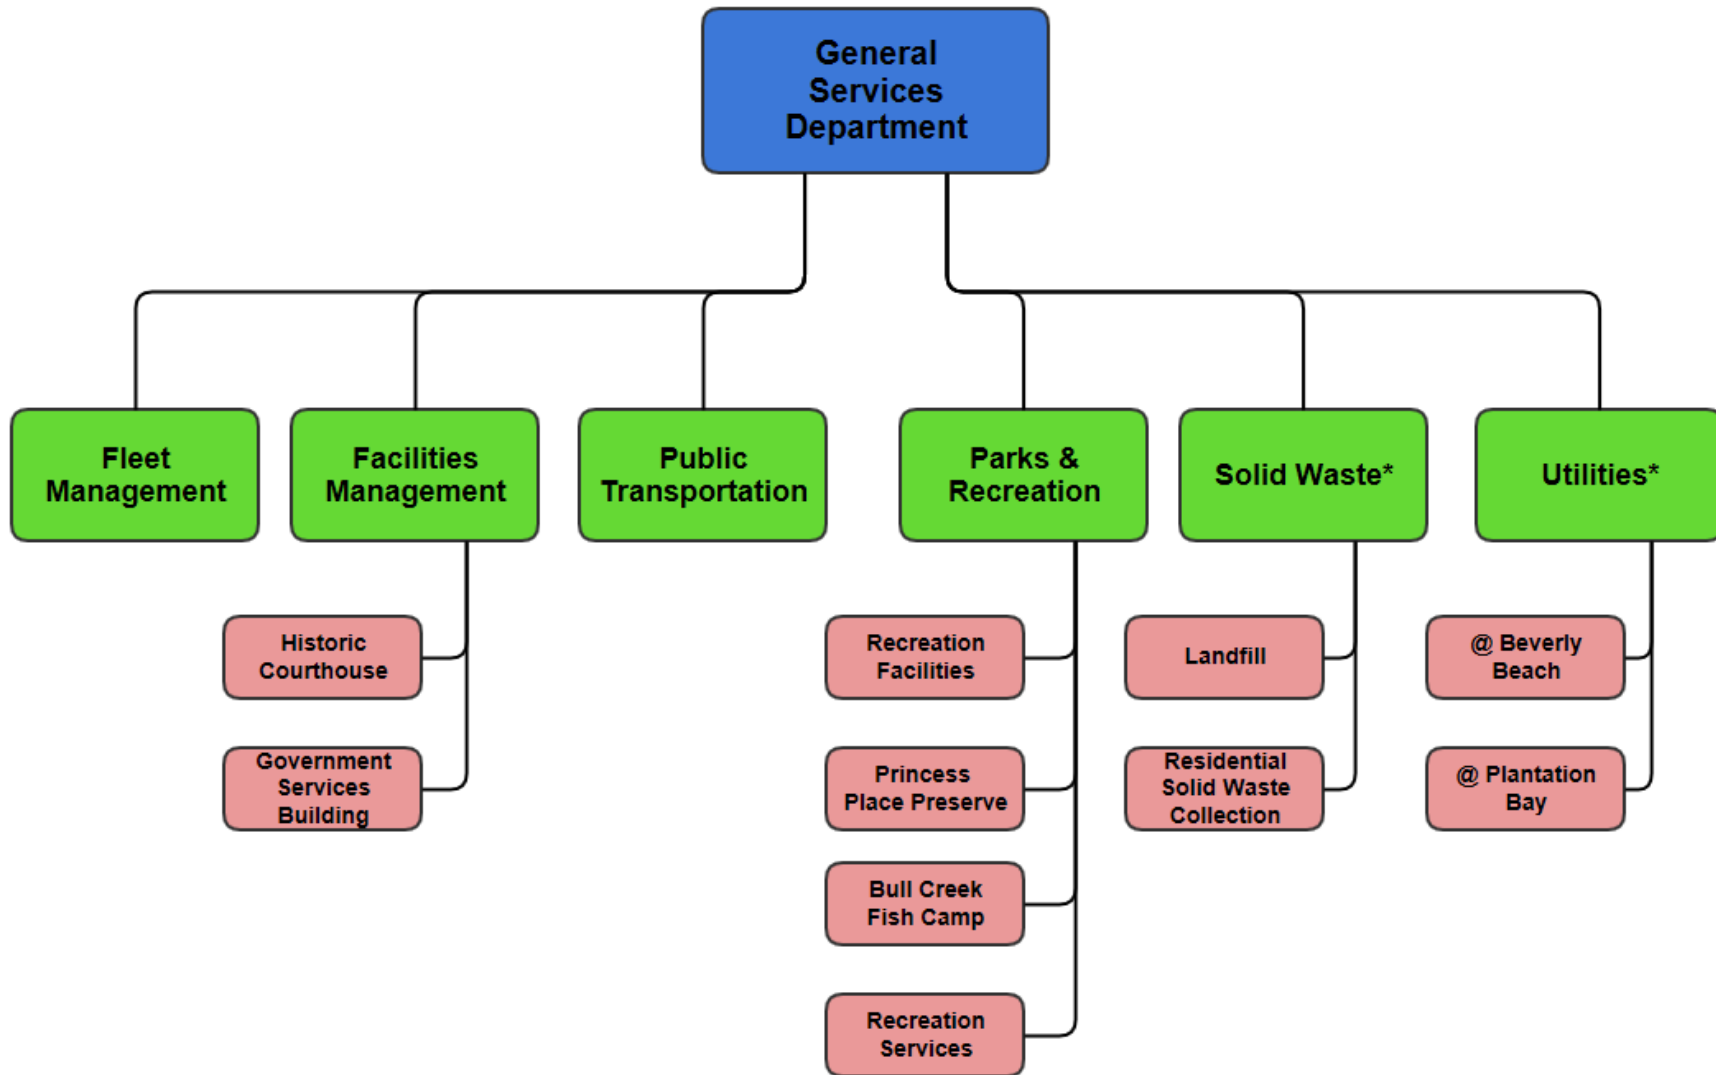 General
Services
Department
Fleet
Management
Facilities
Management
Public
Transportation
Parks &
Recreation
Solid Waste*
Utilities*
Historic
Courthouse
Recreation
Facilities
Landfill
@ Beverly
Beach
Government
Services
Building
Princess
Place Preserve
Residential
Solid Waste
Collection
@ Plantation
Bay
Bull Creek
Fish Camp
Recreation
Services